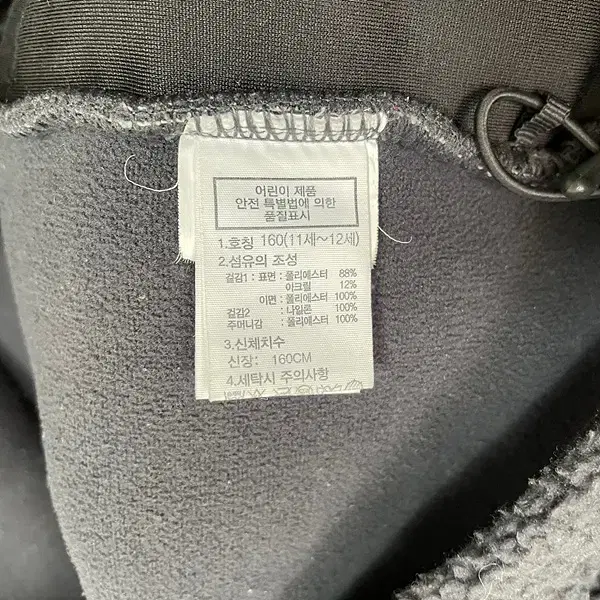 어린이 제품
안전 특별법에 의한
품질표시
1.호칭 160(11세~12세)
2.섬유의 조성
겉감1 : 표면 : 폴리에스터 88%
아크릴 12%
이면 : 폴리에스터 100%
겉감2 : 나일론 100%
주머니감 : 폴리에스터 100%
3.신체치수
신장: 160CM
4.세탁시 주의사항